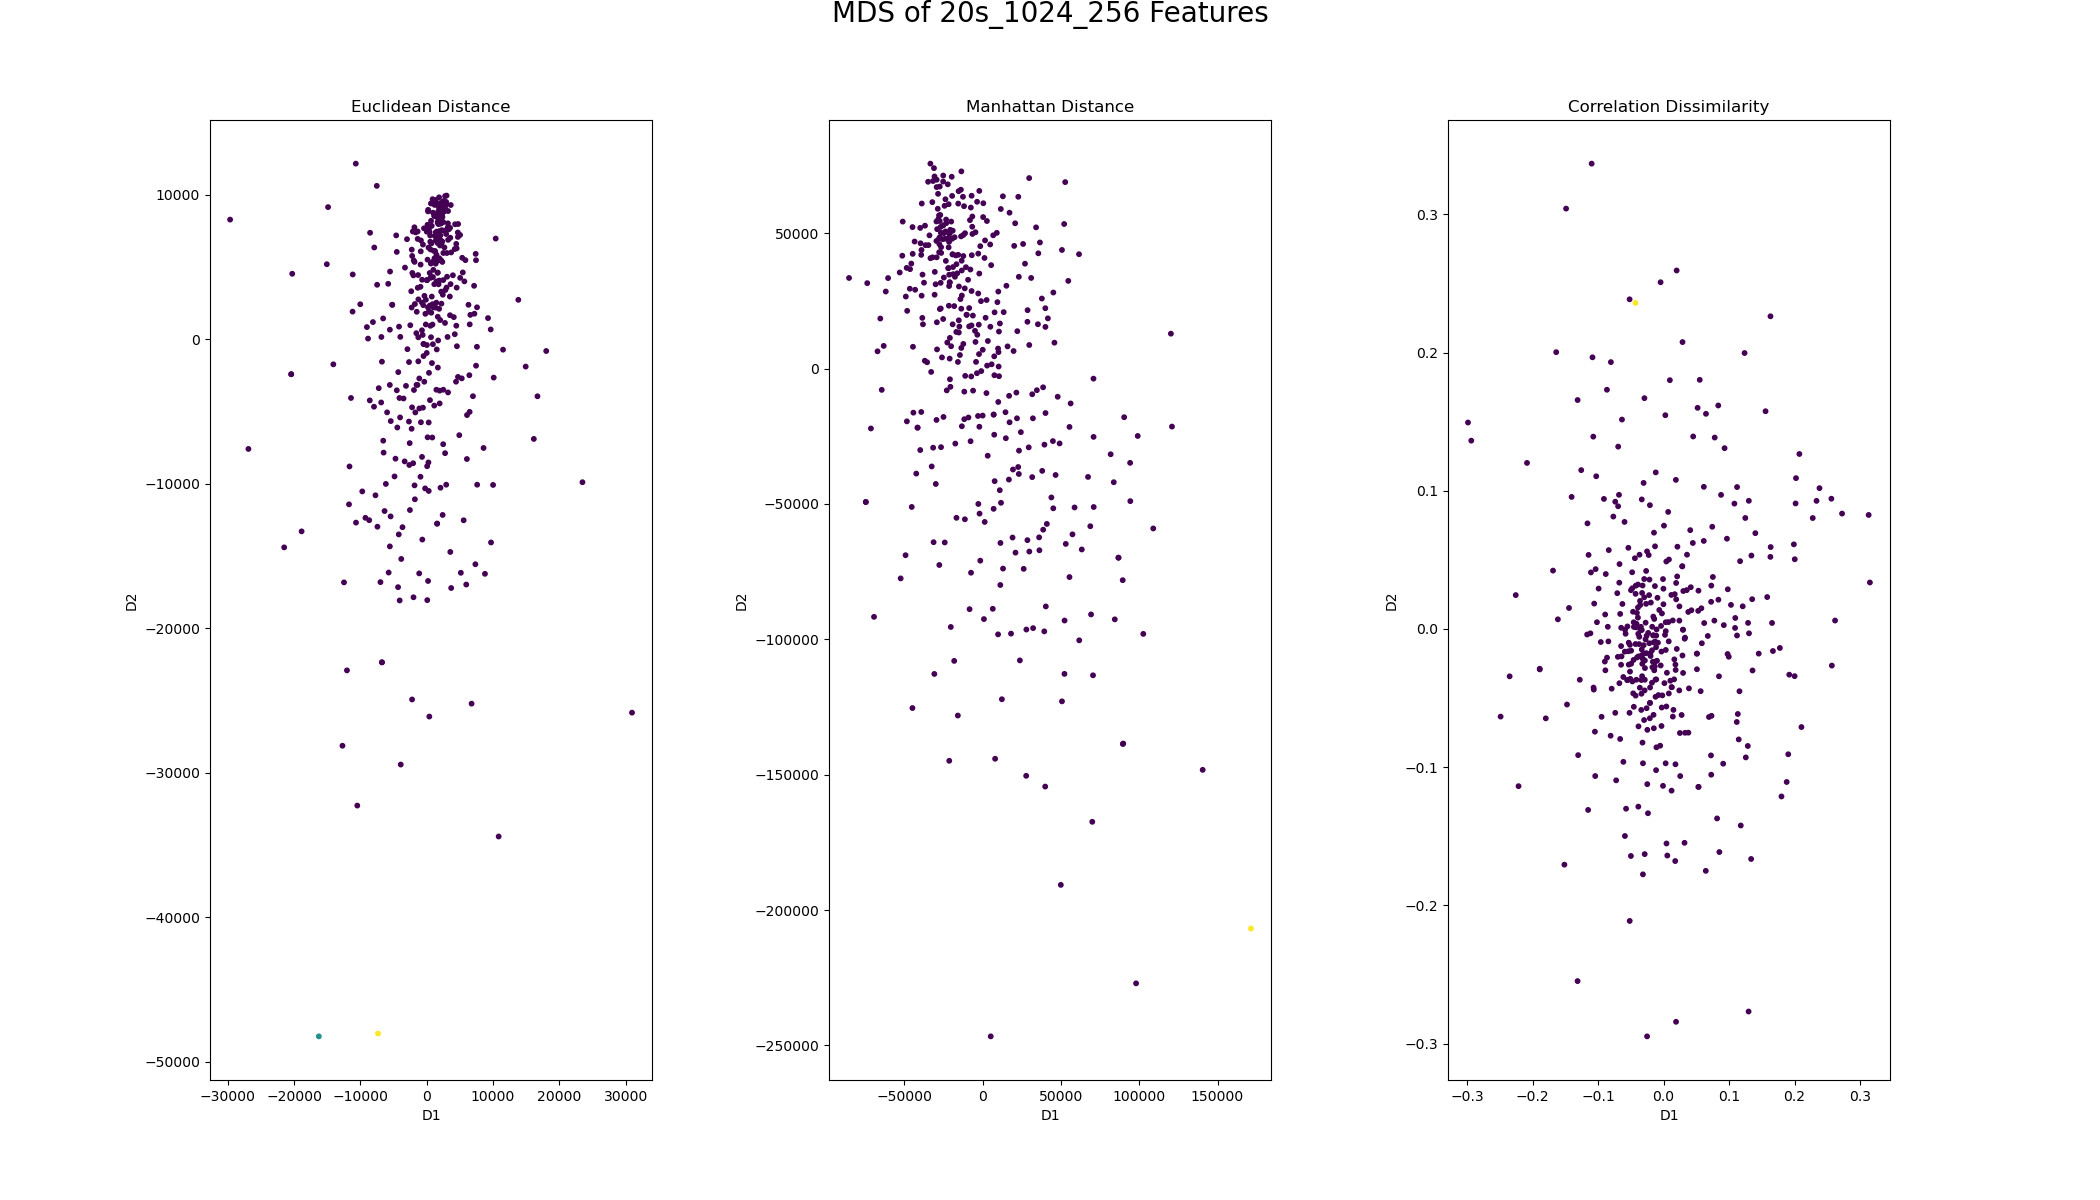 MDS of 20s_1024_256 Features
Euclidean Distance
10000
0
−10000
−20000
−30000
−40000
−50000
D2
−30000 −20000 −10000 0 10000 20000 30000
D1
Manhattan Distance
50000
0
−50000
−100000
−150000
−200000
−250000
D2
−50000 0 50000 100000 150000
D1
Correlation Dissimilarity
0.3
0.2
0.1
0.0
−0.1
−0.2
−0.3
D2
−0.3 −0.2 −0.1 0.0 0.1 0.2 0.3
D1